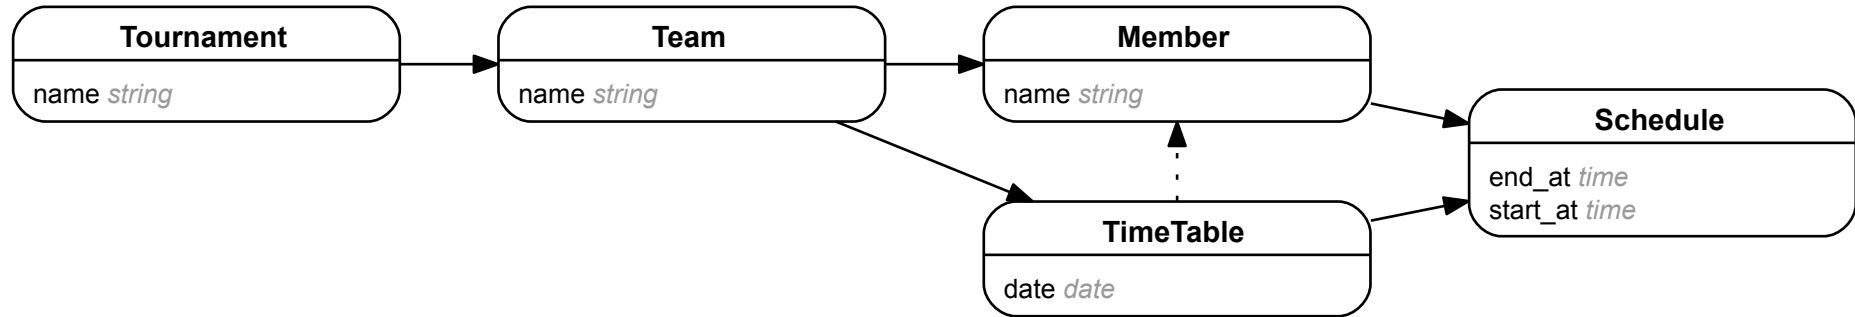 Tournament
name string
Team
name string
Member
name string
Schedule
end_at time
start_at time
TimeTable
date date